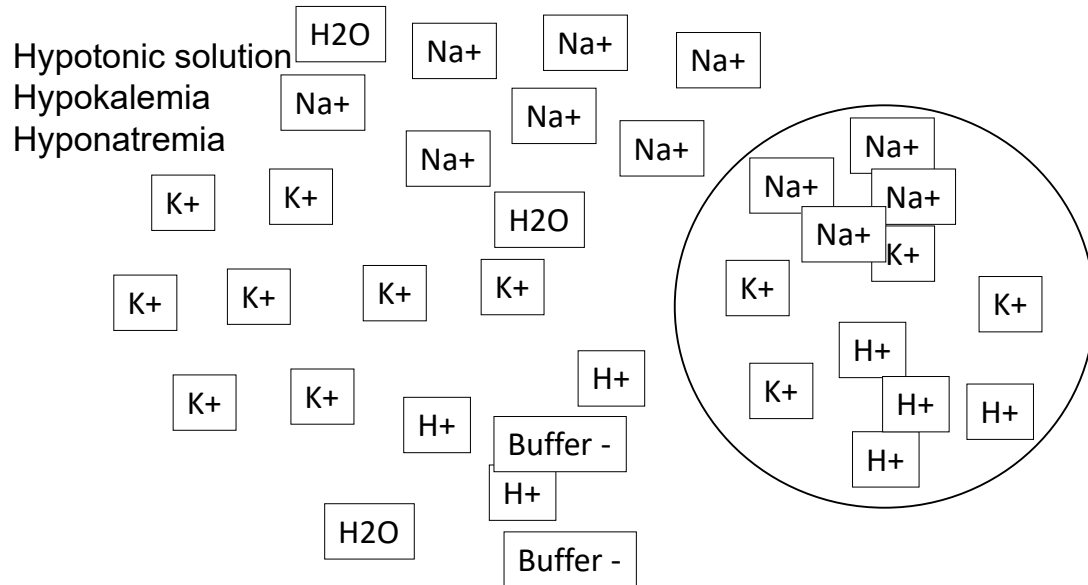 H2O
Na+
Na+
Na+
Hypotonic solution
Hypokalemia
Hyponatremia
Na+
Na+
Na+
Na+
K+
K+
H2O
K+
K+
K+
K+
K+
K+
H+
H+
Buffer -
H+
H2O
Buffer -
Na+
Na+
Na+
Na+
K+
K+
K+
K+
H+
H+
H+
H+